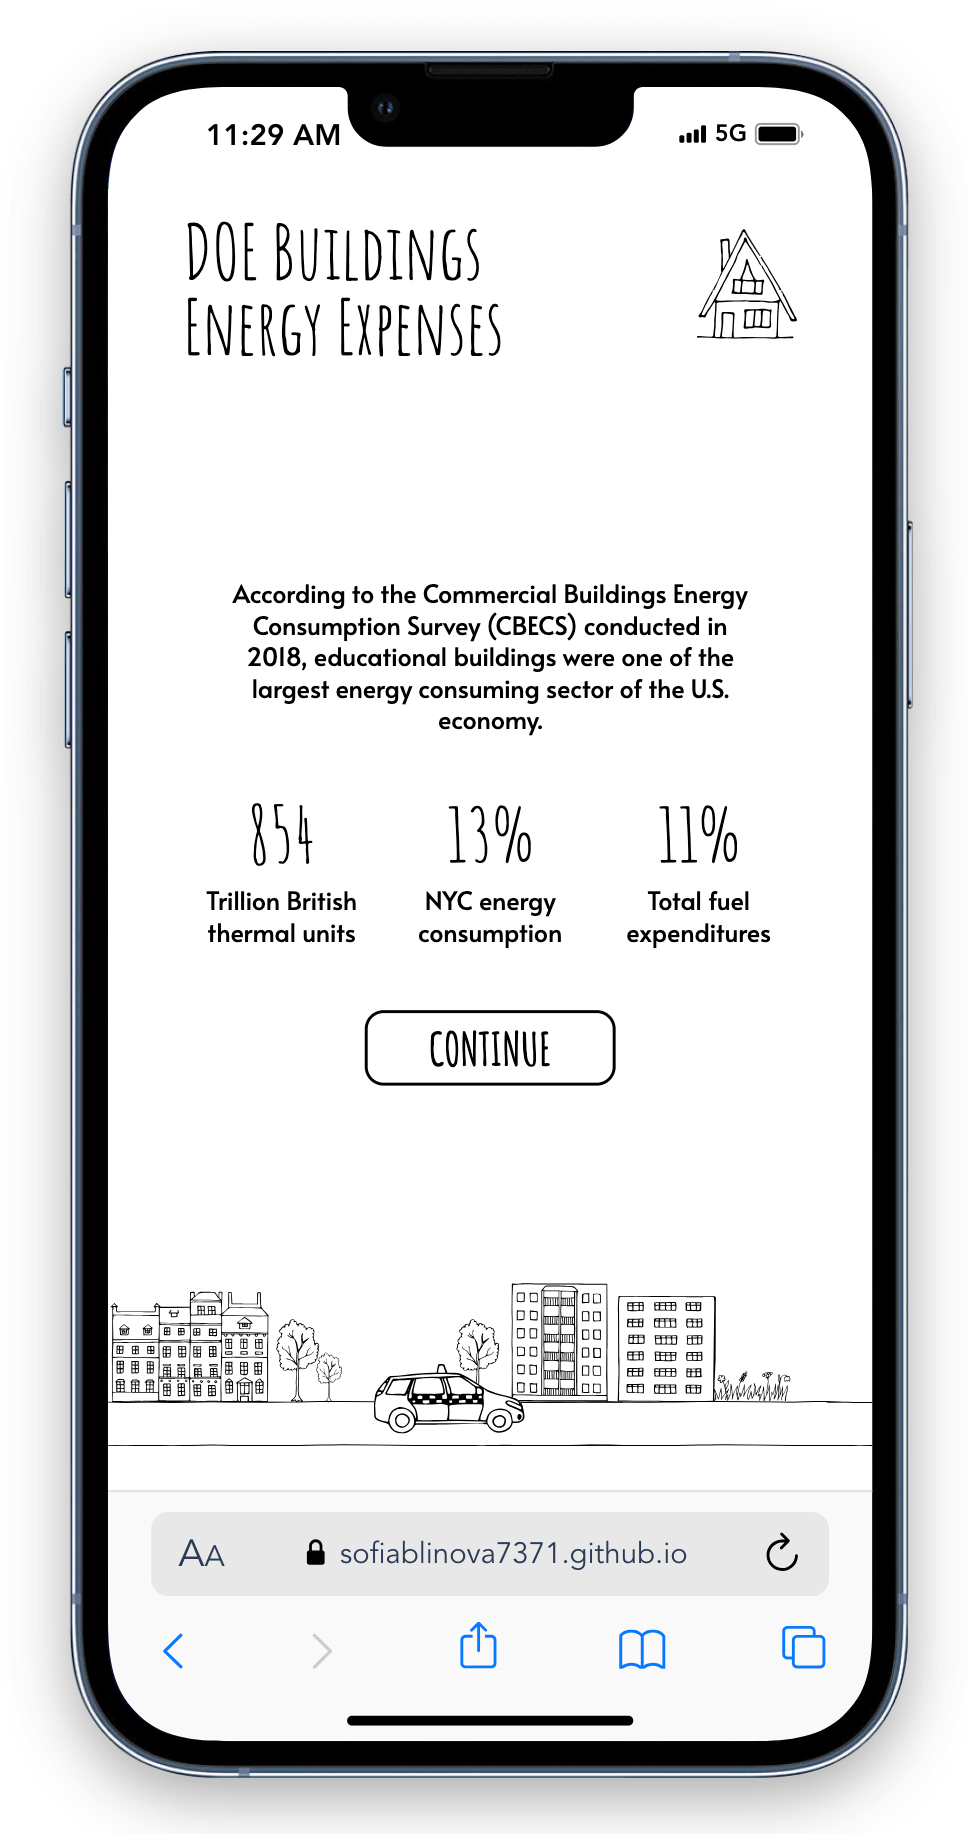 11:29 AM
5G
DOE Buildings
Energy Expenses
According to the Commercial Buildings Energy
Consumption Survey (CBECS) conducted in
2018, educational buildings were one of the
largest energy consuming sector of the U.S.
economy.
854
Trillion British
thermal units
13%
NYC energy
consumption
11%
Total fuel
expenditures
CONTINUE
AA
sofiablinova7371.github.io